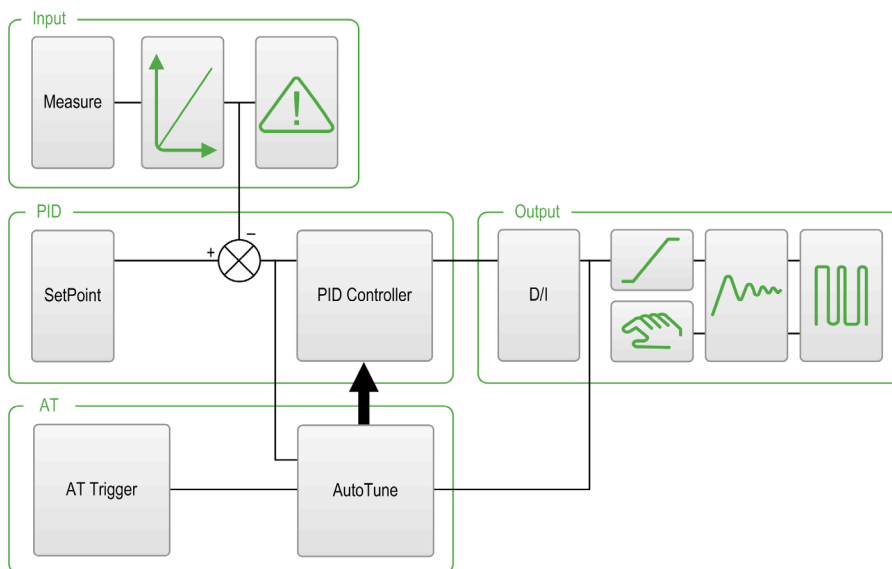 Input
Measure
!
PID
+
−
SetPoint
PID Controller
Output
D/I
AT
AT Trigger
AutoTune